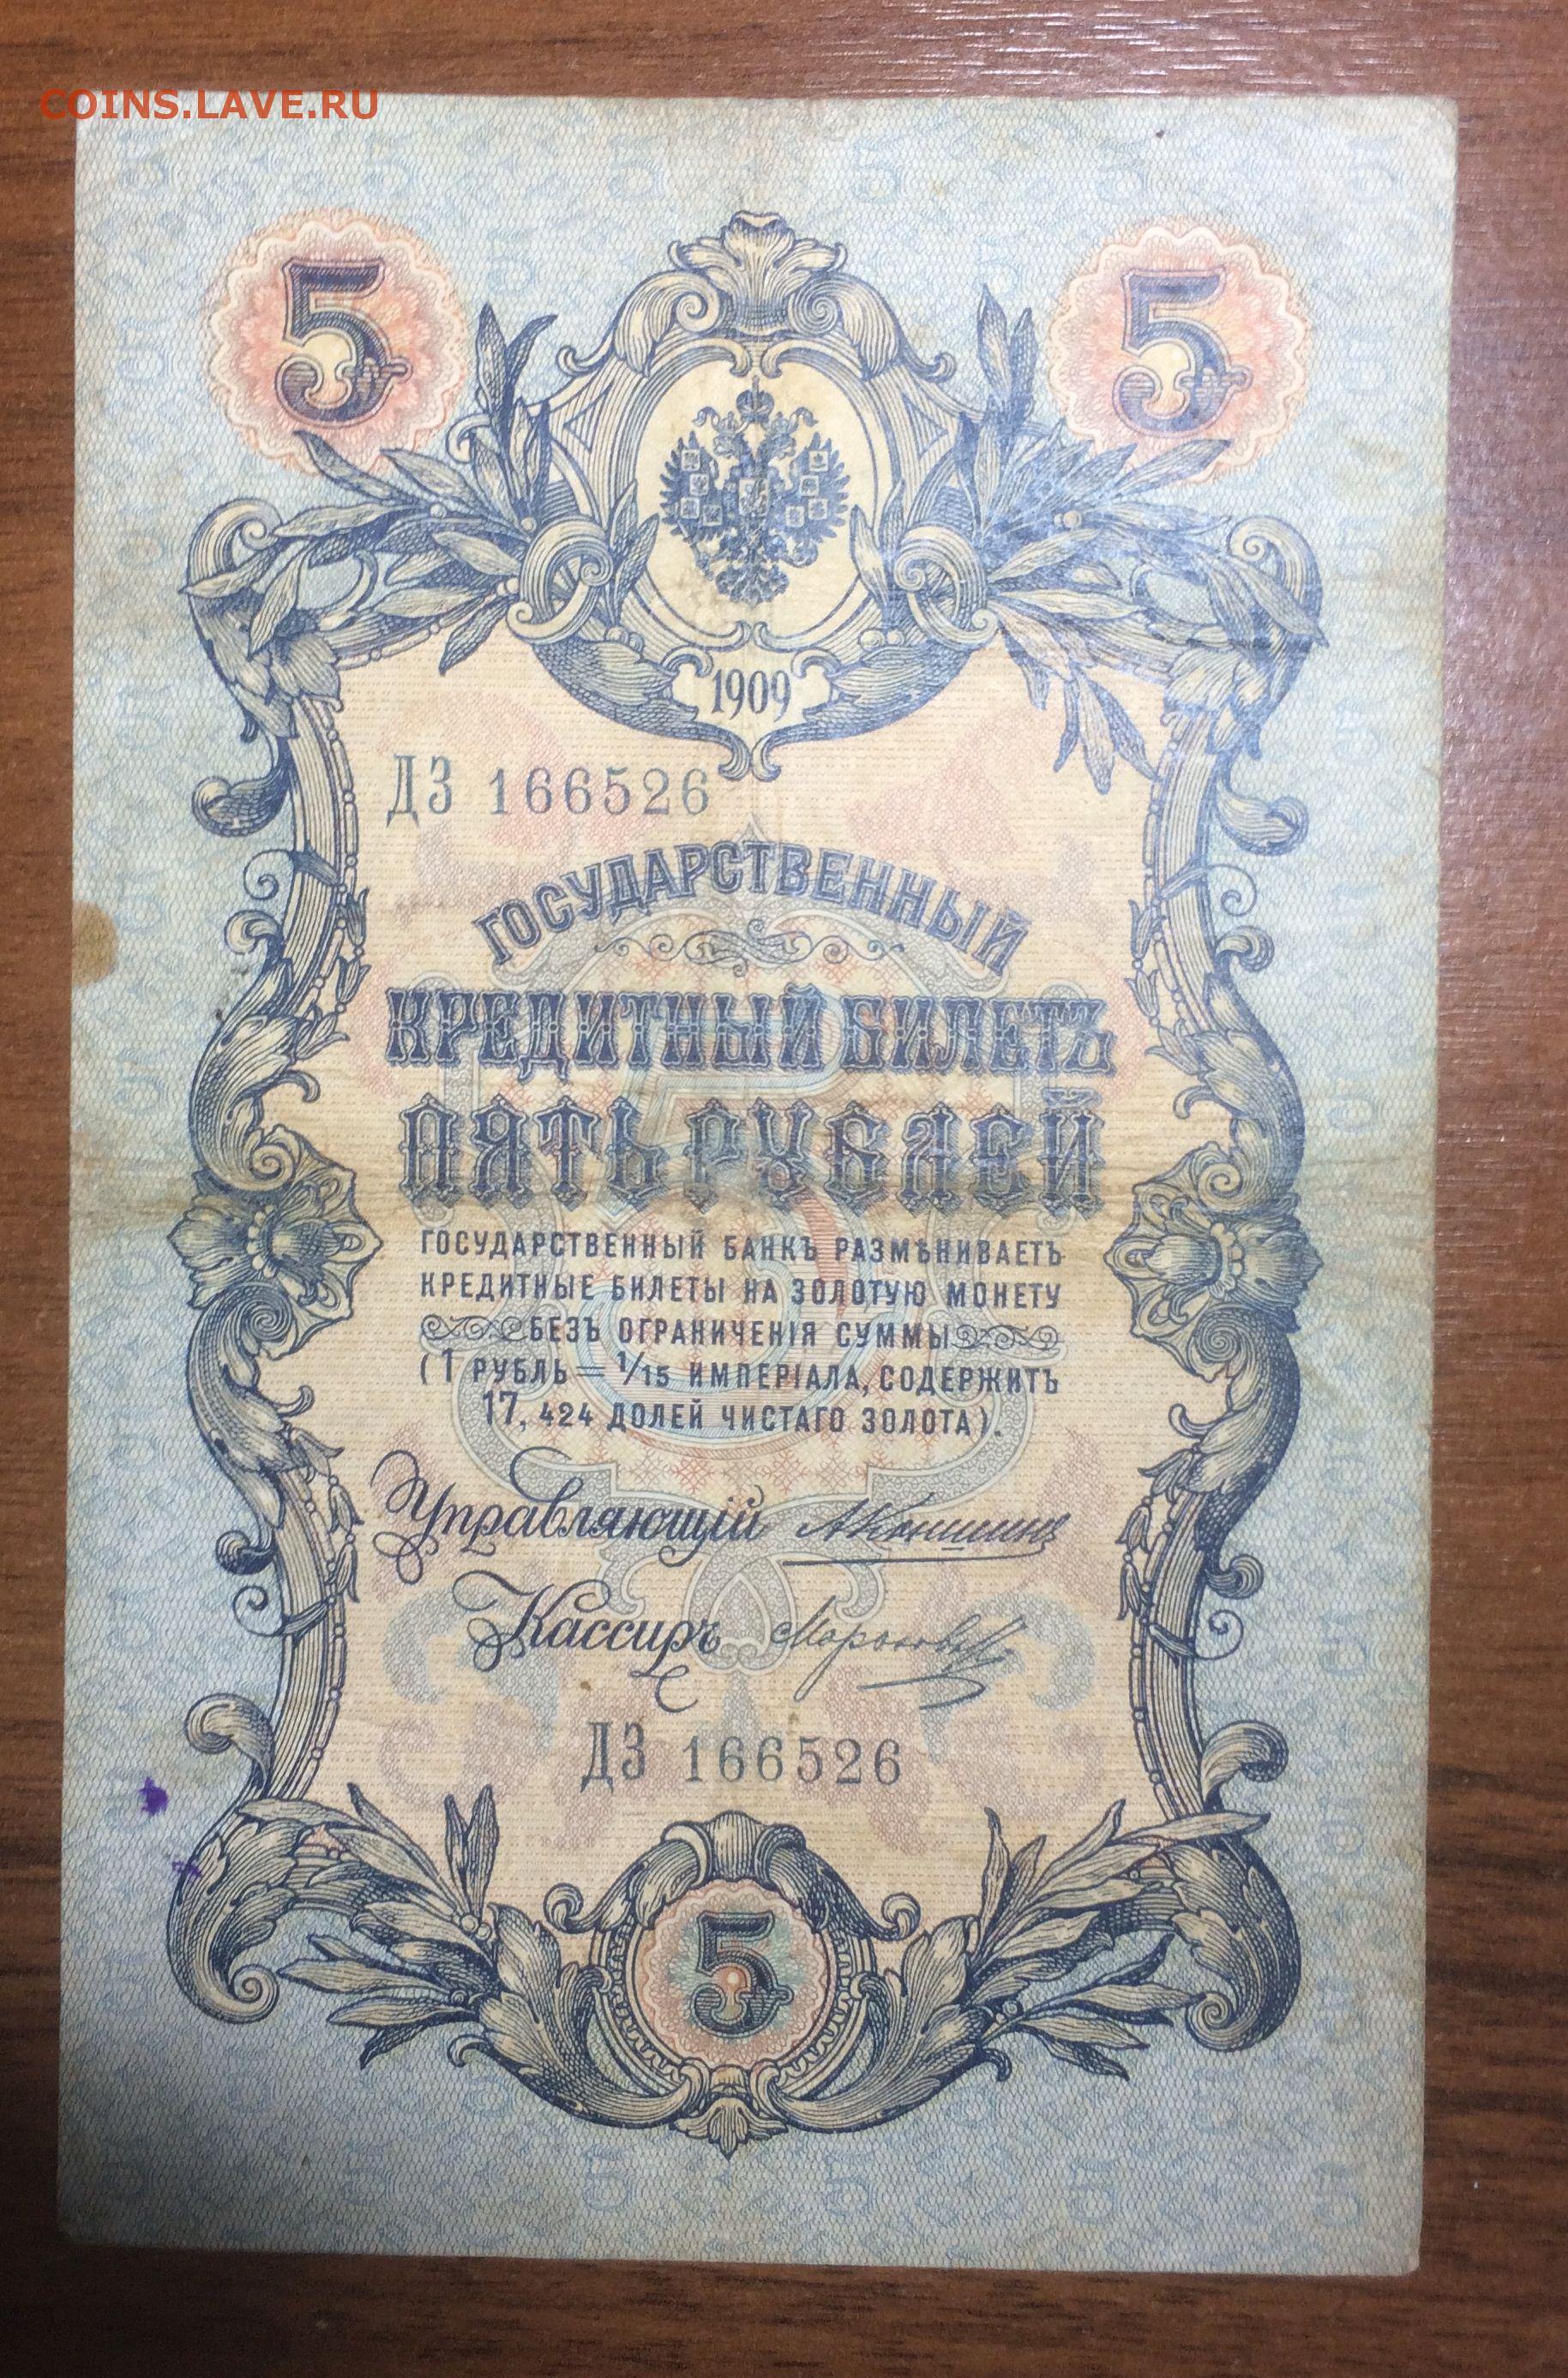 COINS.LAVE.RU
5 5
1909
ДЗ 166526
ГОСУДАРСТВЕННЫЙ
КРЕДИТНЫЙ БИЛЕТЪ
ПЯТЬ РУБЛЕЙ
ГОСУДАРСТВЕННЫЙ БАНКЪ РАЗМѢНИВАЕТЪ
КРЕДИТНЫЕ БИЛЕТЫ НА ЗОЛОТУЮ МОНЕТУ
БЕЗЪ ОГРАНИЧЕНІЯ СУММЫ
(1 РУБЛЬ = 1/15 ИМПЕРІАЛА, СОДЕРЖИТЪ
17, 424 ДОЛЕЙ ЧИСТАГО ЗОЛОТА).
Управляющій АКоншинъ
Кассиръ
ДЗ 166526
5